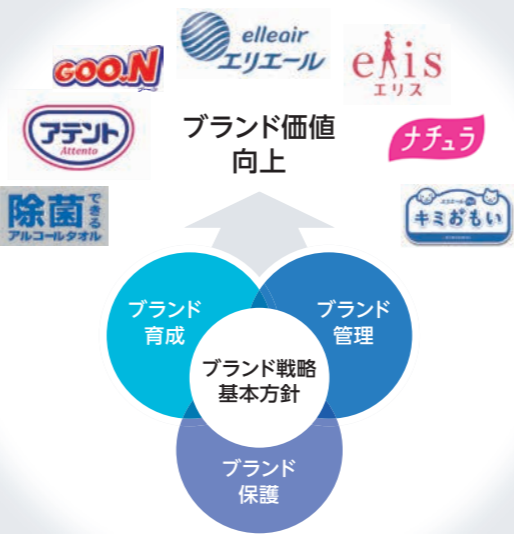 elleair
エリエール
GOO.N
elis
エリス
アテント
Attento
ブランド価値
向上
ナチュラ
除菌できる
アルコールタオル
キミおもい
ブランド
育成
ブランド
管理
ブランド戦略
基本方針
ブランド
保護